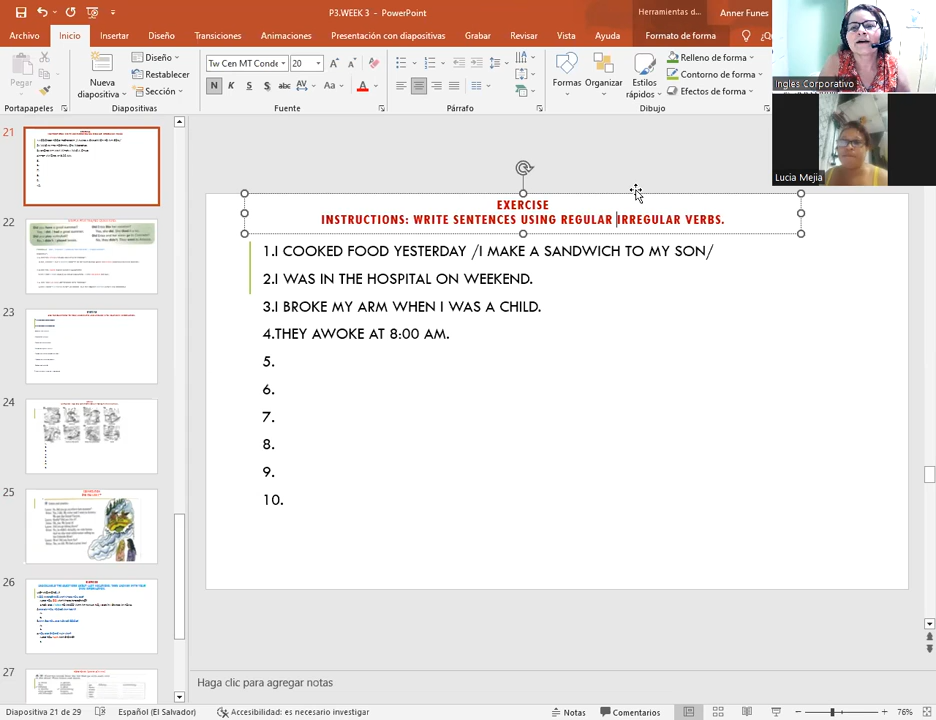 P3.WEEK 3 - PowerPoint
Herramientas d...
Anner Funes
Archivo Inicio Insertar Diseño Transiciones Animaciones Presentación con diapositivas Grabar Revisar Vista Ayuda Formato de forma
Pegar
Nueva diapositiva
Diseño
Restablecer
Sección
Tw Cen MT Conde
20
N K S S abc AV Aa A
Formas
Organizar
Estilos rápidos
Relleno de forma
Contorno de forma
Efectos de forma
Portapapeles Diapositivas Fuente Párrafo Dibujo
Ingles Corporativo
Lucia Mejia
21
22
23
24
25
26
27
EXERCISE
INSTRUCTIONS: WRITE SENTENCES USING REGULAR IRREGULAR VERBS.
1.I COOKED FOOD YESTERDAY /I MAKE A SANDWICH TO MY SON/
2.I WAS IN THE HOSPITAL ON WEEKEND.
3.I BROKE MY ARM WHEN I WAS A CHILD.
4.THEY AWOKE AT 8:00 AM.
5.
6.
7.
8.
9.
10.
Haga clic para agregar notas
Diapositiva 21 de 29 Español (El Salvador) Accesibilidad: es necesario investigar Notas Comentarios 76%